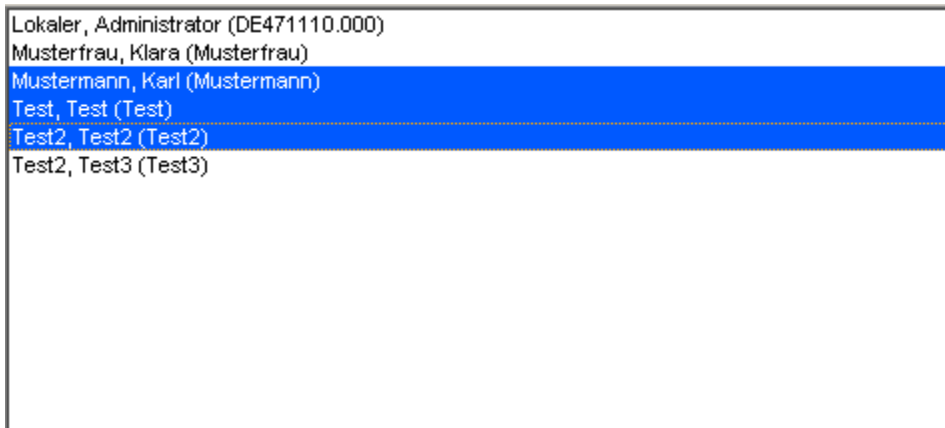 Lokaler, Administrator (DE471110.000)
Musterfrau, Klara (Musterfrau)
Mustermann, Karl (Mustermann)
Test, Test (Test)
Test2, Test2 (Test2)
Test2, Test3 (Test3)